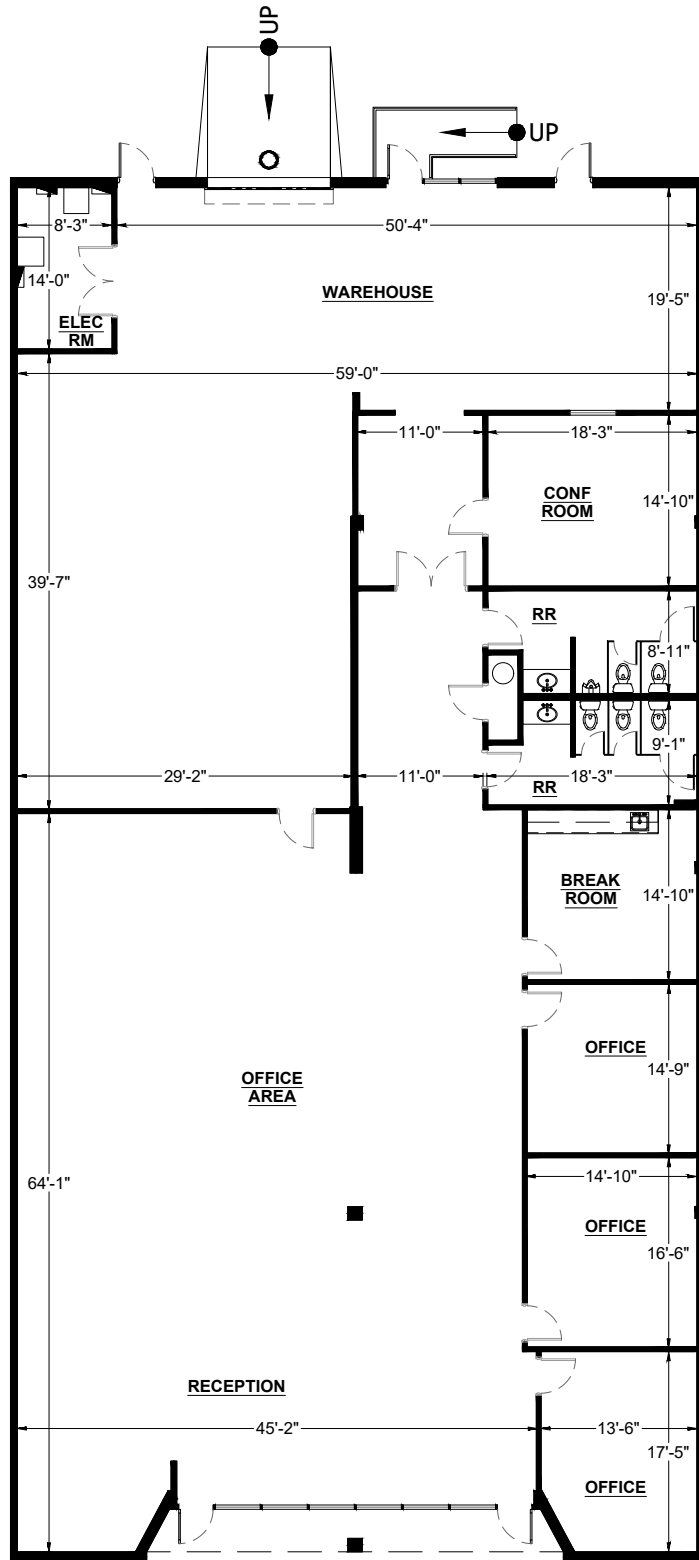 UP
UP
8'-3"
50'-4"
14'-0"
WAREHOUSE
19'-5"
ELEC
RM
59'-0"
11'-0"
18'-3"
CONF
ROOM
14'-10"
39'-7"
RR
8'-11"
9'-1"
29'-2"
11'-0"
18'-3"
RR
BREAK
ROOM
14'-10"
OFFICE
14'-9"
OFFICE
AREA
14'-10"
64'-1"
OFFICE
16'-6"
RECEPTION
45'-2"
13'-6"
17'-5"
OFFICE